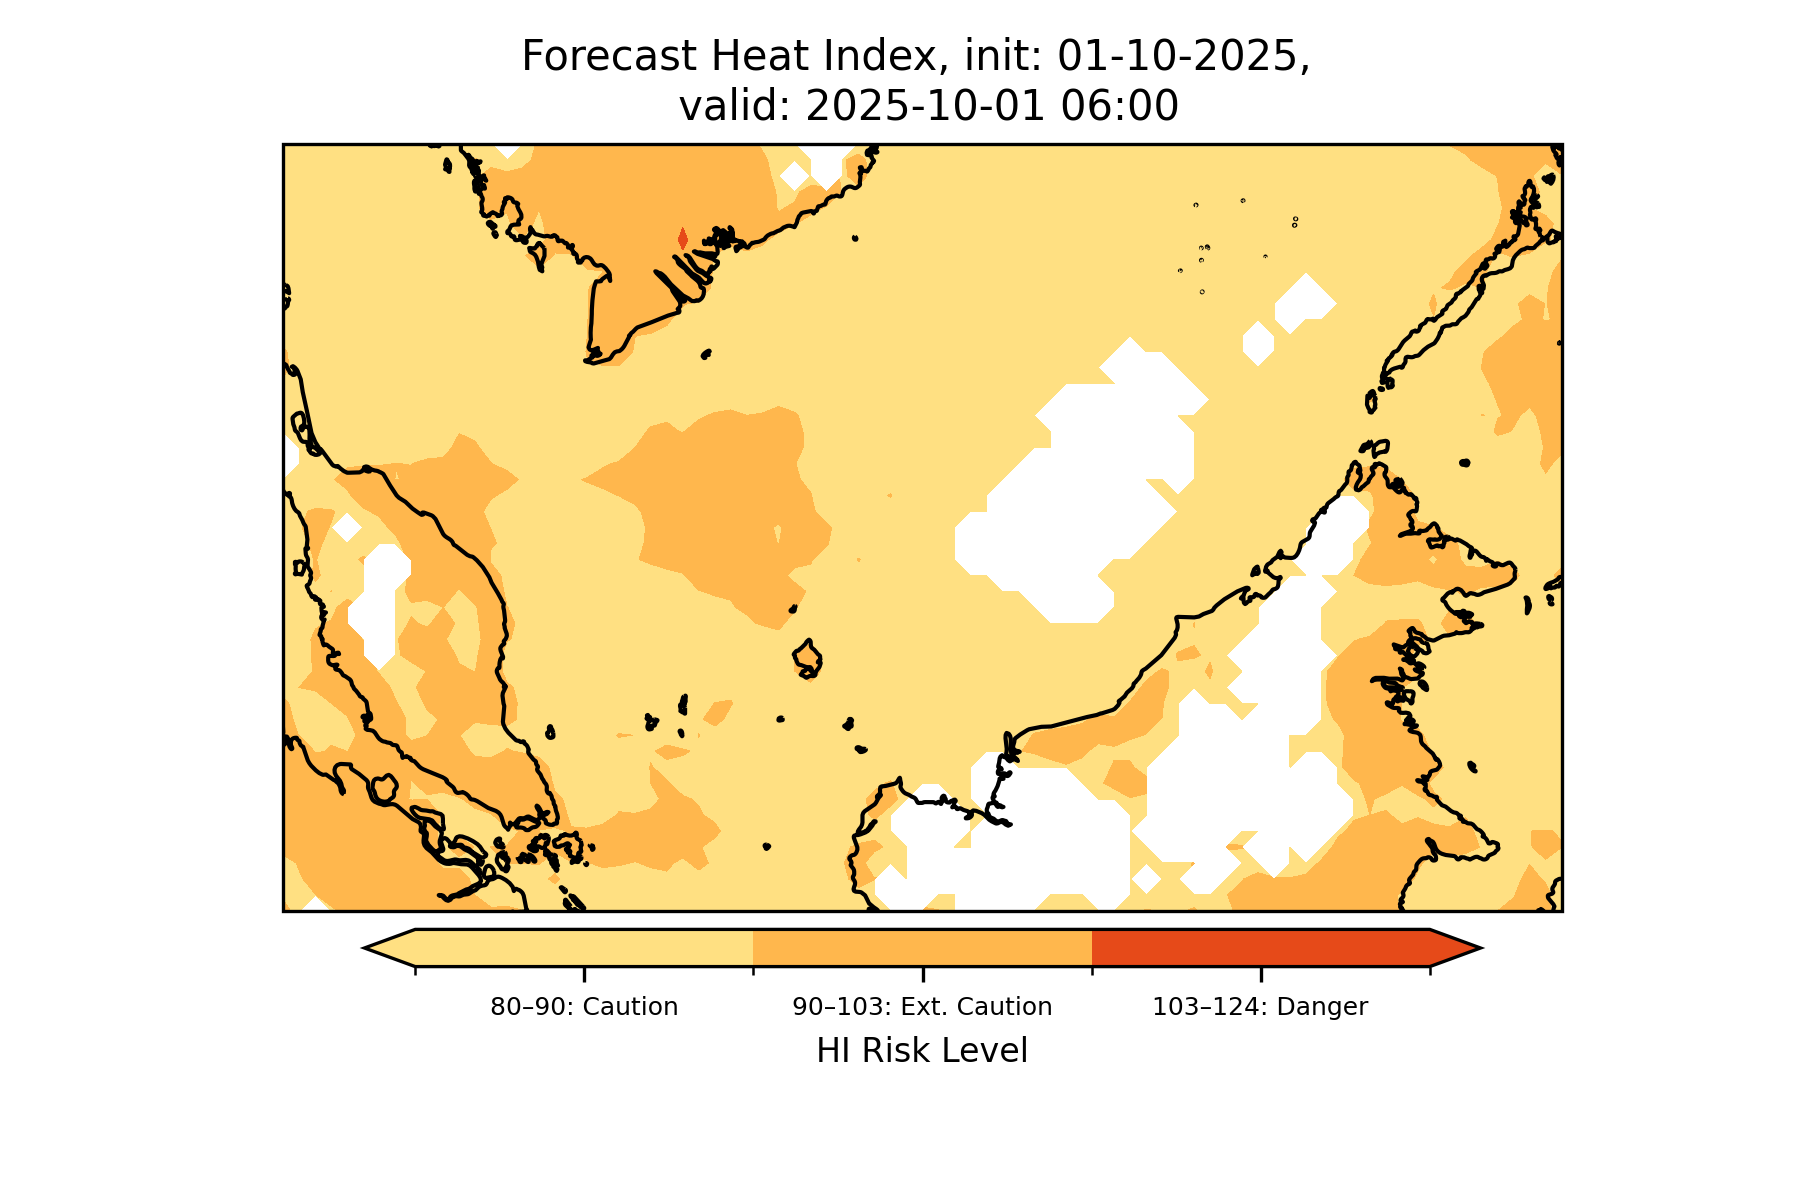 Forecast Heat Index, init: 01-10-2025,
valid: 2025-10-01 06:00
80–90: Caution
90–103: Ext. Caution
103–124: Danger
HI Risk Level